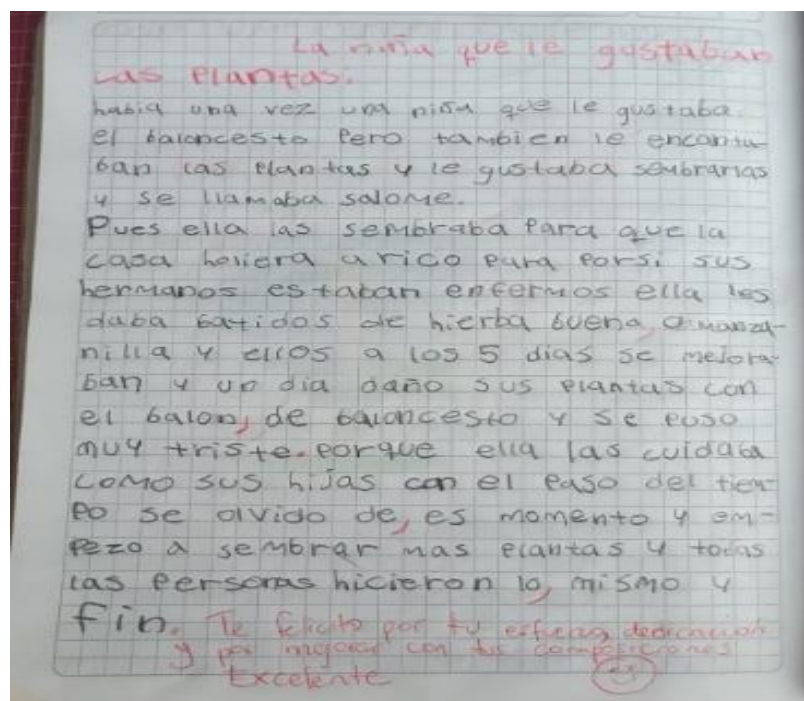 La niña que le gustaban
Las Plantas.
habia una vez una niña que le gustaba
el baloncesto Pero tambien le encanta-
ban las plantas y le gustaba sembrarlas
y se llamaba salome.
Pues ella las sembraba Para que la
casa holiera a rico Para Porsi sus
hermanos estaban enfermos ella les
daba batidos de hierba buena, o manza-
nilla y ellos a los 5 dias se mejora-
ban y un dia daño sus plantas con
el balon, de baloncesto y se puso
muy triste. Porque ella las cuidaba
como sus hijas con el paso del tiem-
po se olvido de, es momento y em-
pezo a sembrar mas plantas y todas
las Personas hicieron lo, mismo y
fin. Te felicito por tu esfuerzo, dedicación
y por mejorar con tus composiciones
Excelente